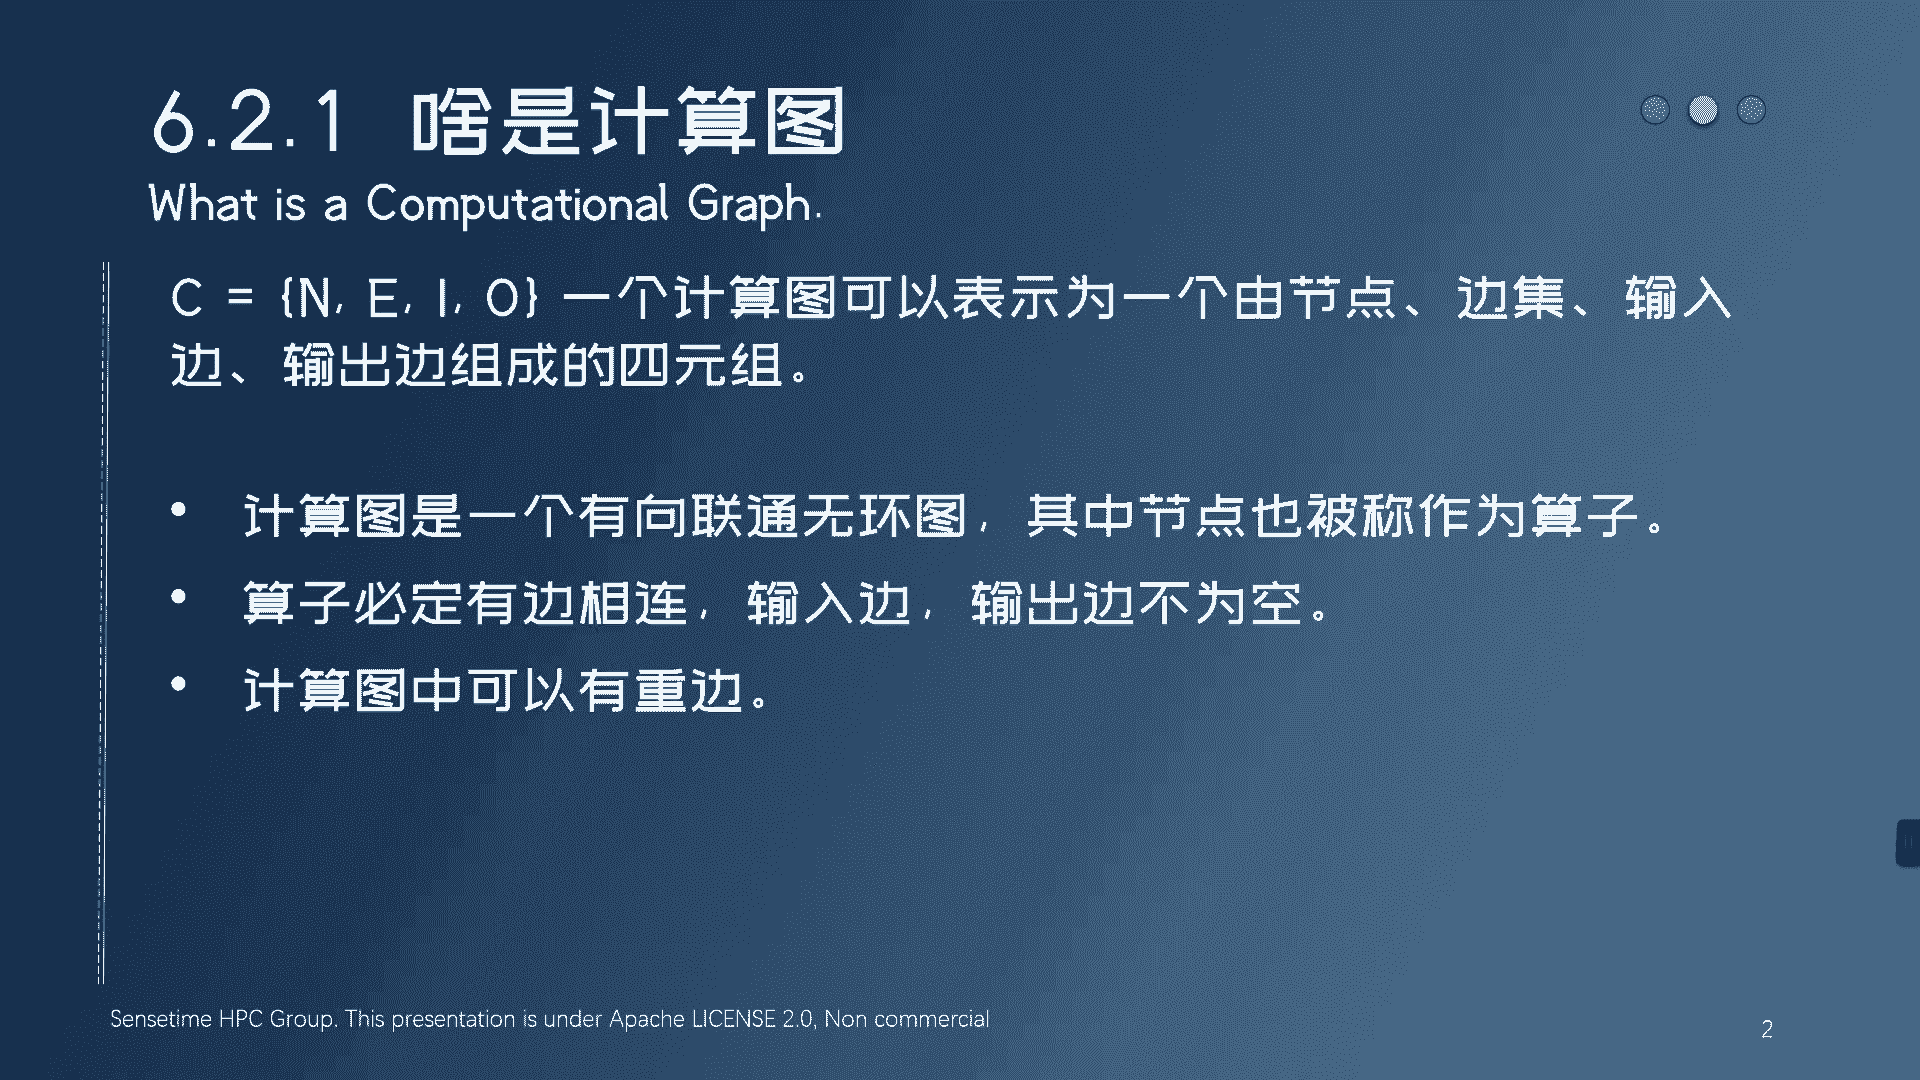 6.2.1 啥是计算图
What is a Computational Graph.
C = {N, E, I, O} 一个计算图可以表示为一个由节点、边集、输入
边、输出边组成的四元组。
• 计算图是一个有向联通无环图，其中节点也被称作为算子。
• 算子必定有边相连，输入边，输出边不为空。
• 计算图中可以有重边。
Sensetime HPC Group. This presentation is under Apache LICENSE 2.0, Non commercial
2